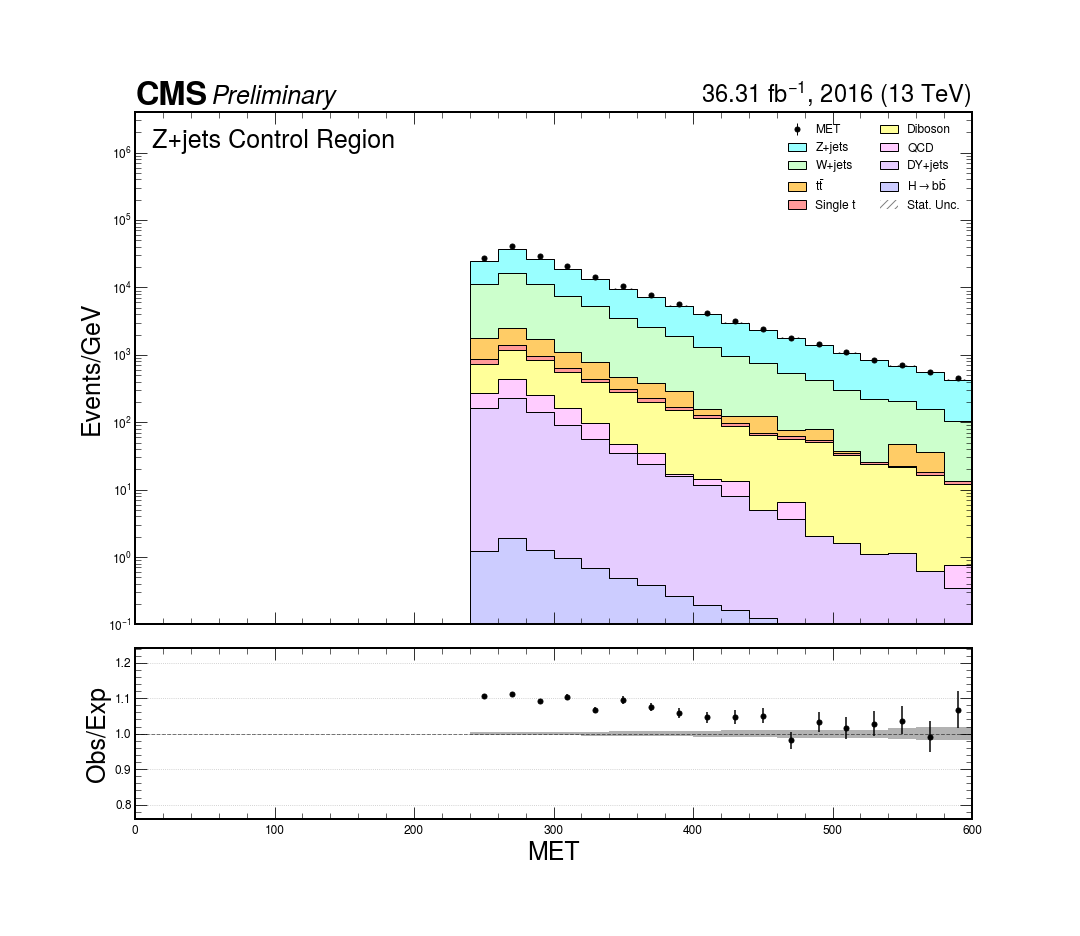 CMS Preliminary 36.31 fb⁻¹, 2016 (13 TeV)
Z+jets Control Region
MET
Z+jets
W+jets
tt̄
Single t
Diboson
QCD
DY+jets
H→bb̄
Stat. Unc.
Events/GeV
10⁶
10⁵
10⁴
10³
10²
10¹
10⁰
10⁻¹
Obs/Exp
1.2
1.1
1.0
0.9
0.8
0 100 200 300 400 500 600
MET